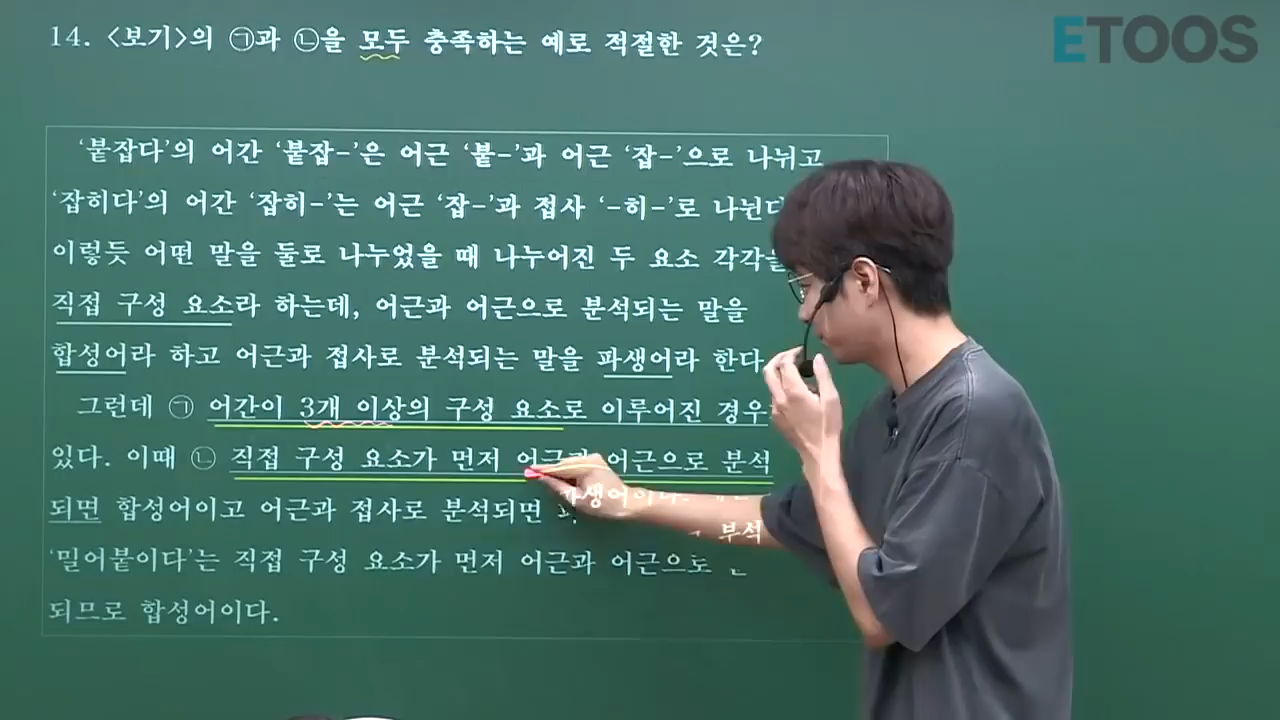 14. <보기>의 ㉠과 ㉡을 모두 충족하는 예로 적절한 것은?
ETOOS
‘붙잡다’의 어간 ‘붙잡-’은 어근 ‘붙-’과 어근 ‘잡-’으로 나뉘고
‘잡히다’의 어간 ‘잡히-’는 어근 ‘잡-’과 접사 ‘-히-’로 나뉜다
이렇듯 어떤 말을 둘로 나누었을 때 나누어진 두 요소 각각을
직접 구성 요소라 하는데, 어근과 어근으로 분석되는 말을
합성어라 하고 어근과 접사로 분석되는 말을 파생어라 한다
그런데 ㉠ 어간이 3개 이상의 구성 요소로 이루어진 경우
있다. 이때 ㉡ 직접 구성 요소가 먼저 어근과 어근으로 분석
되면 합성어이고 어근과 접사로 분석되면 파생어이다.
‘밀어붙이다’는 직접 구성 요소가 먼저 어근과 어근으로 분석
되므로 합성어이다.